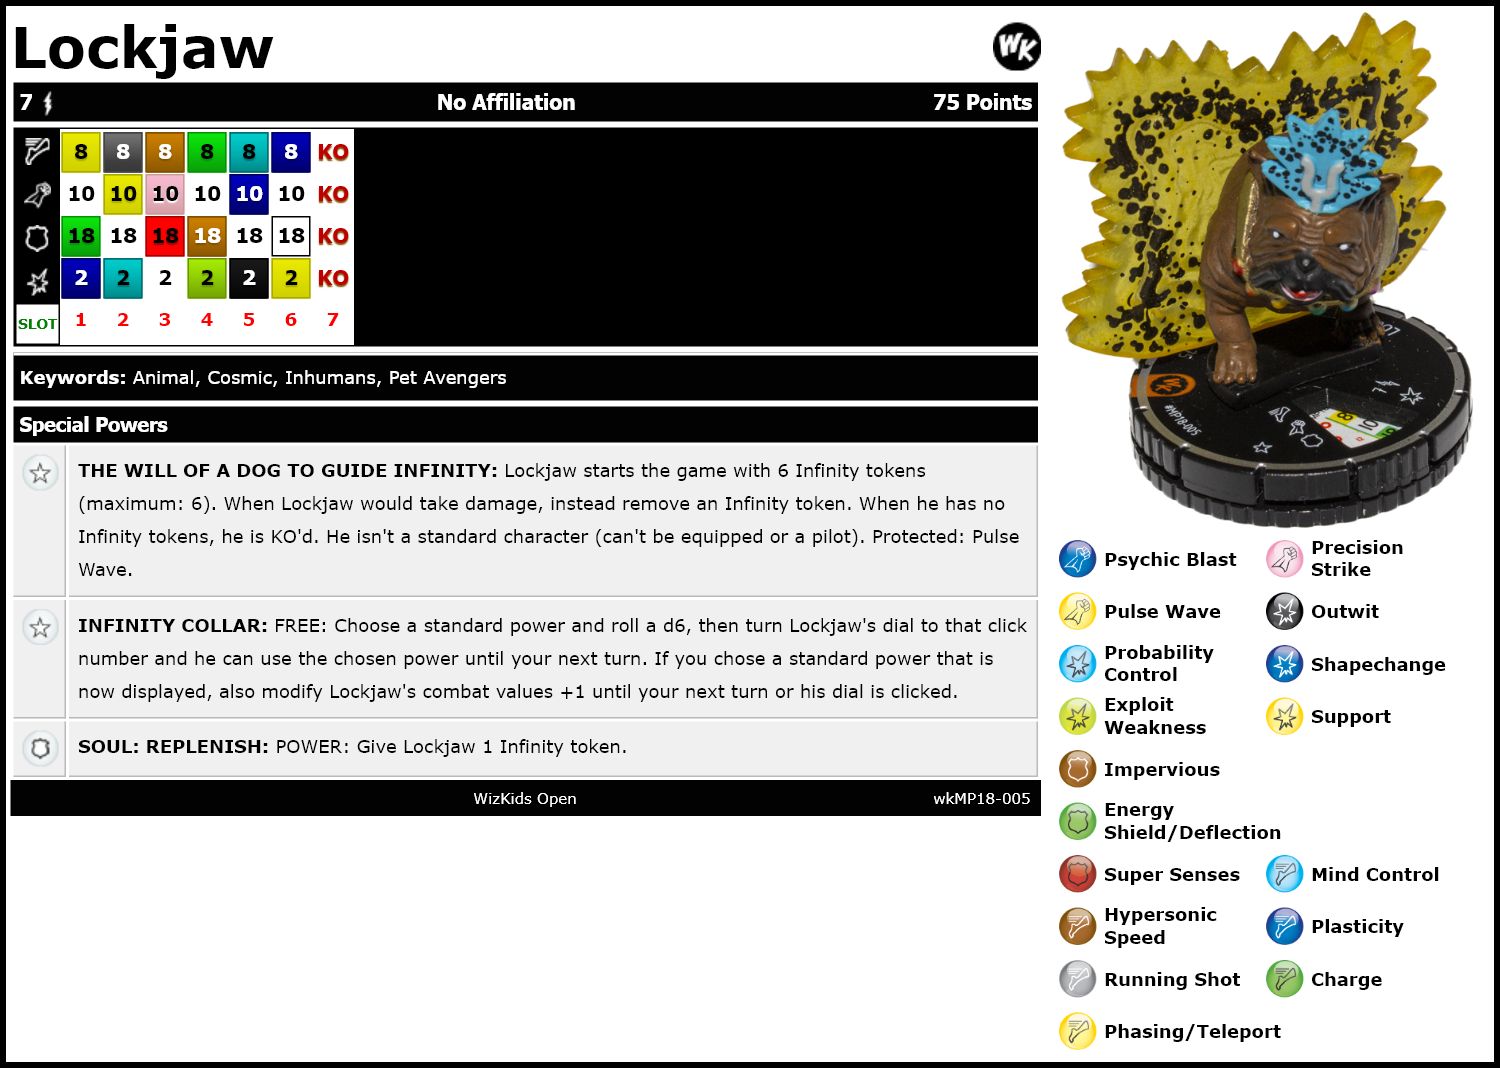 Lockjaw
WK
7 No Affiliation 75 Points
8 8 8 8 8 8 KO
10 10 10 10 10 10 KO
18 18 18 18 18 18 KO
2 2 2 2 2 2 KO
SLOT 1 2 3 4 5 6 7
Keywords: Animal, Cosmic, Inhumans, Pet Avengers
Special Powers
THE WILL OF A DOG TO GUIDE INFINITY: Lockjaw starts the game with 6 Infinity tokens
(maximum: 6). When Lockjaw would take damage, instead remove an Infinity token. When he has no
Infinity tokens, he is KO'd. He isn't a standard character (can't be equipped or a pilot). Protected: Pulse
Wave.
INFINITY COLLAR: FREE: Choose a standard power and roll a d6, then turn Lockjaw's dial to that click
number and he can use the chosen power until your next turn. If you chose a standard power that is
now displayed, also modify Lockjaw's combat values +1 until your next turn or his dial is clicked.
SOUL: REPLENISH: POWER: Give Lockjaw 1 Infinity token.
WizKids Open wkMP18-005
WK
#MP18-005
7
8
10
Psychic Blast
Precision
Strike
Pulse Wave
Outwit
Probability
Control
Shapechange
Exploit
Weakness
Support
Impervious
Energy
Shield/Deflection
Super Senses
Mind Control
Hypersonic
Speed
Plasticity
Running Shot
Charge
Phasing/Teleport